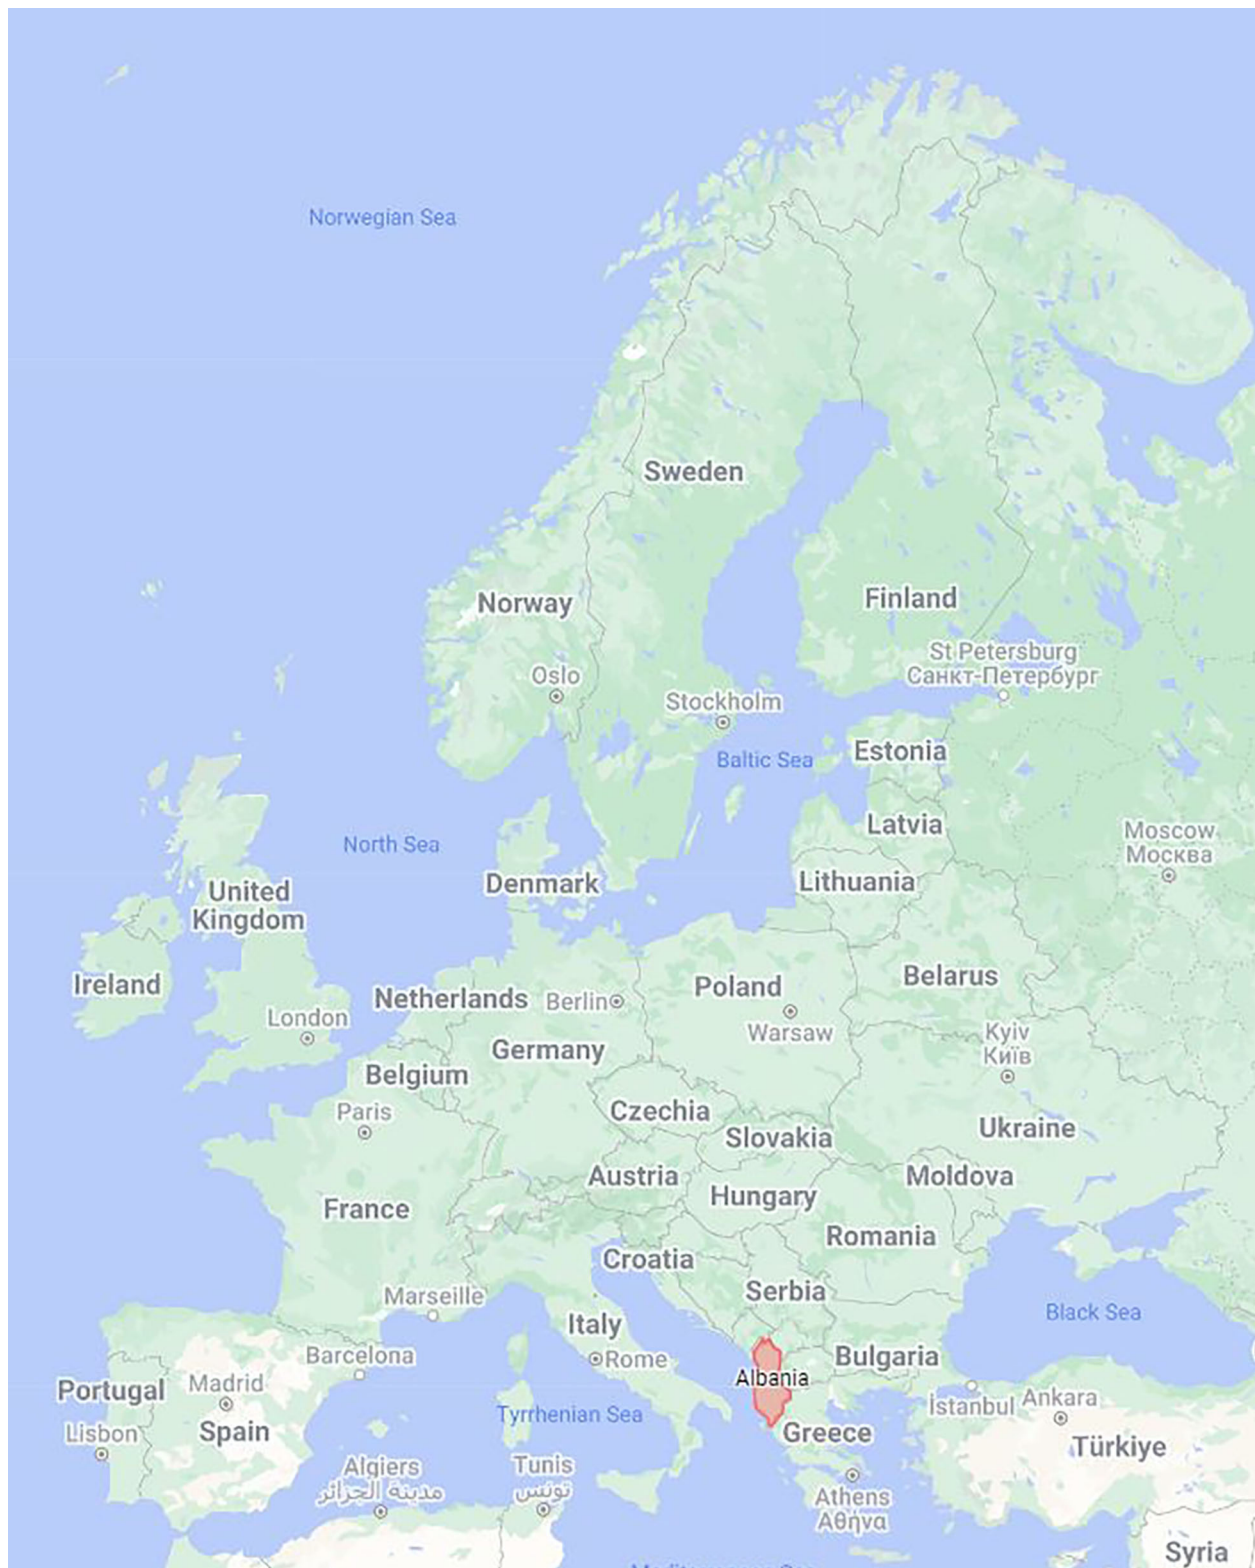 Norwegian Sea
Sweden
Norway
Finland
St Petersburg
Санкт-Петербург
Oslo
Stockholm
Baltic Sea
Estonia
North Sea
Latvia
Moscow
Москва
Denmark
Lithuania
United
Kingdom
Ireland
Netherlands
Berlin
Poland
Belarus
London
Warsaw
Kyiv
Київ
Germany
Belgium
Paris
Czechia
Slovakia
Ukraine
Austria
Moldova
France
Hungary
Romania
Croatia
Serbia
Marseille
Black Sea
Italy
Barcelona
Rome
Bulgaria
Portugal
Madrid
Albania
İstanbul
Ankara
Lisbon
Spain
Tyrrhenian Sea
Greece
Türkiye
Algiers
مدينة الجزائر
Tunis
تونس
Athens
Αθήνα
Syria